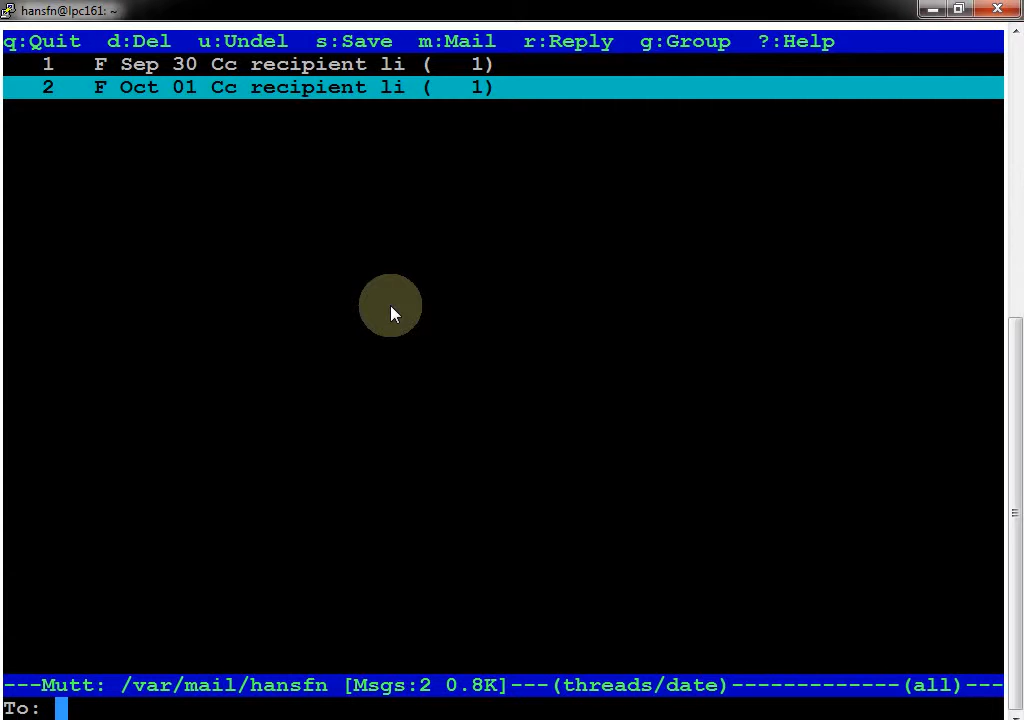 hansfn@lpc161: ~
q:Quit  d:Del  u:Undel  s:Save  m:Mail  r:Reply  g:Group  ?:Help
1   F Sep 30 Cc recipient li (   1)
2   F Oct 01 Cc recipient li (   1)
---Mutt: /var/mail/hansfn [Msgs:2 0.8K]---(threads/date)-------------(all)---
To: